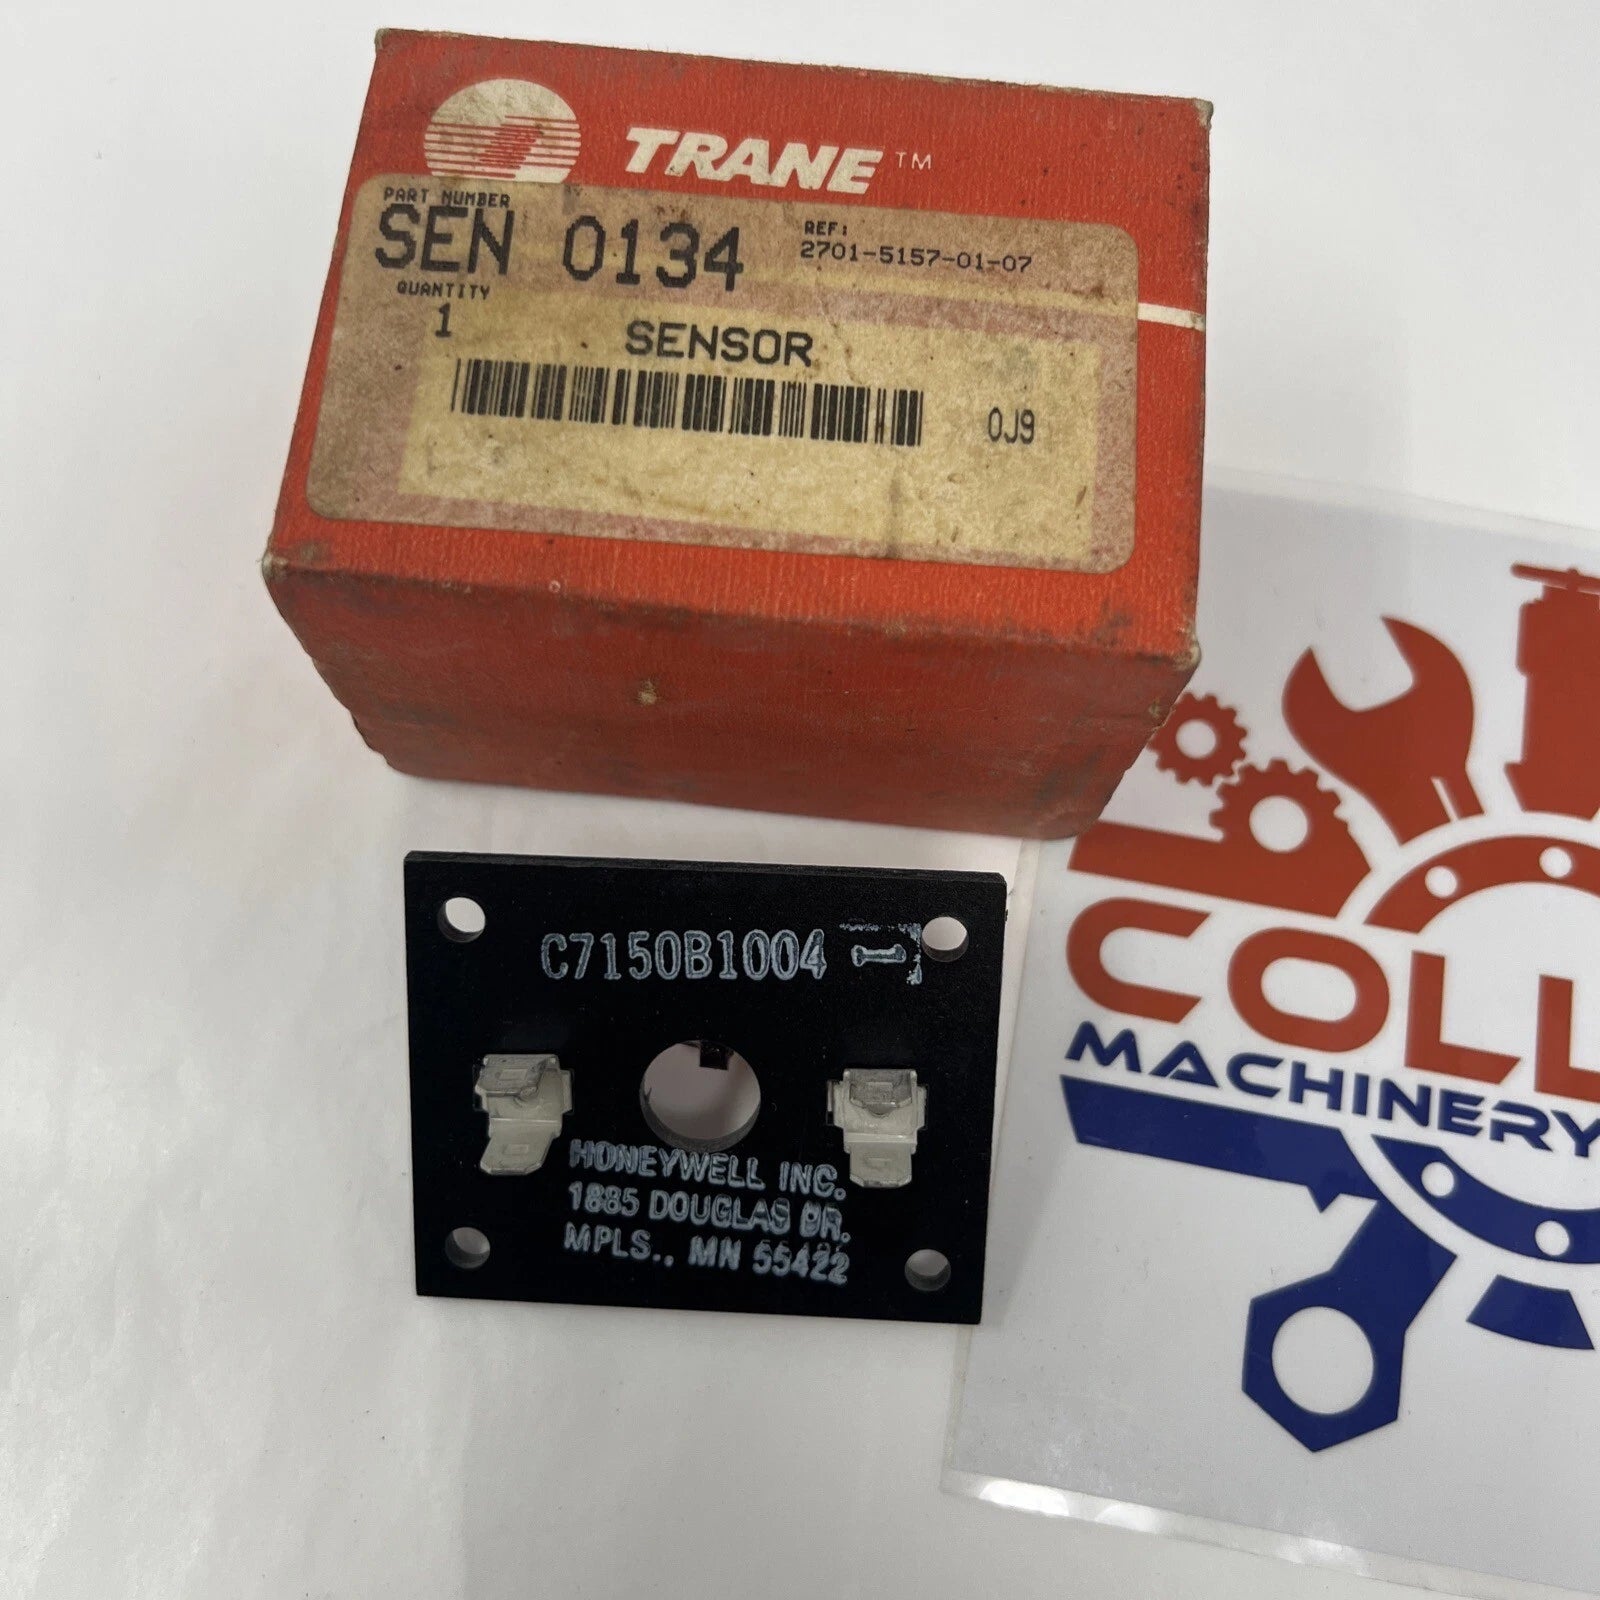 TRANE™
PART NUMBER
SEN 0134
REF:
2701-5157-01-07
QUANTITY
1
SENSOR
0J9
C7150B1004 1
HONEYWELL INC.
1885 DOUGLAS DR.
MPLS., MN 55422
COLL
MACHINERY